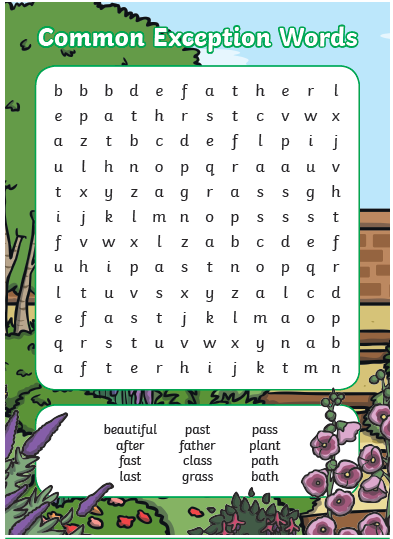 Common Exception Words
b b b d e f a t h e r l
e p a t h r s t c v w x
a z t b c d e f l p i j
u l h n o p q r a a u v
t x y z a g r a s s g h
i j k l m n o p s s s t
f v w x l z a b c d e f
u h i p a s t n o p q r
l t u v s x y z a l c d
e f a s t j k l m a o p
q r s t u v w x y n a b
a f t e r h i j k t m n
beautiful past pass
after father plant
fast class path
last grass bath